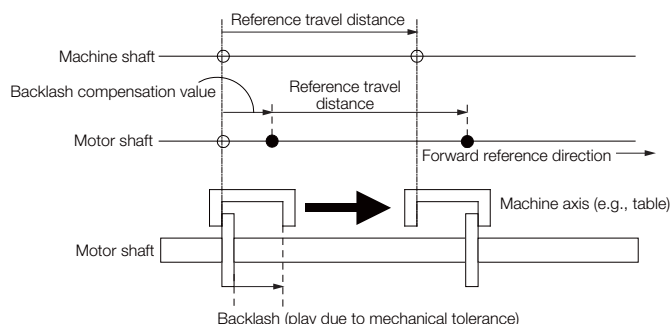 Reference travel distance
Machine shaft
Backlash compensation value
Reference travel
distance
Motor shaft
Forward reference direction
Machine axis (e.g., table)
Motor shaft
Backlash (play due to mechanical tolerance)